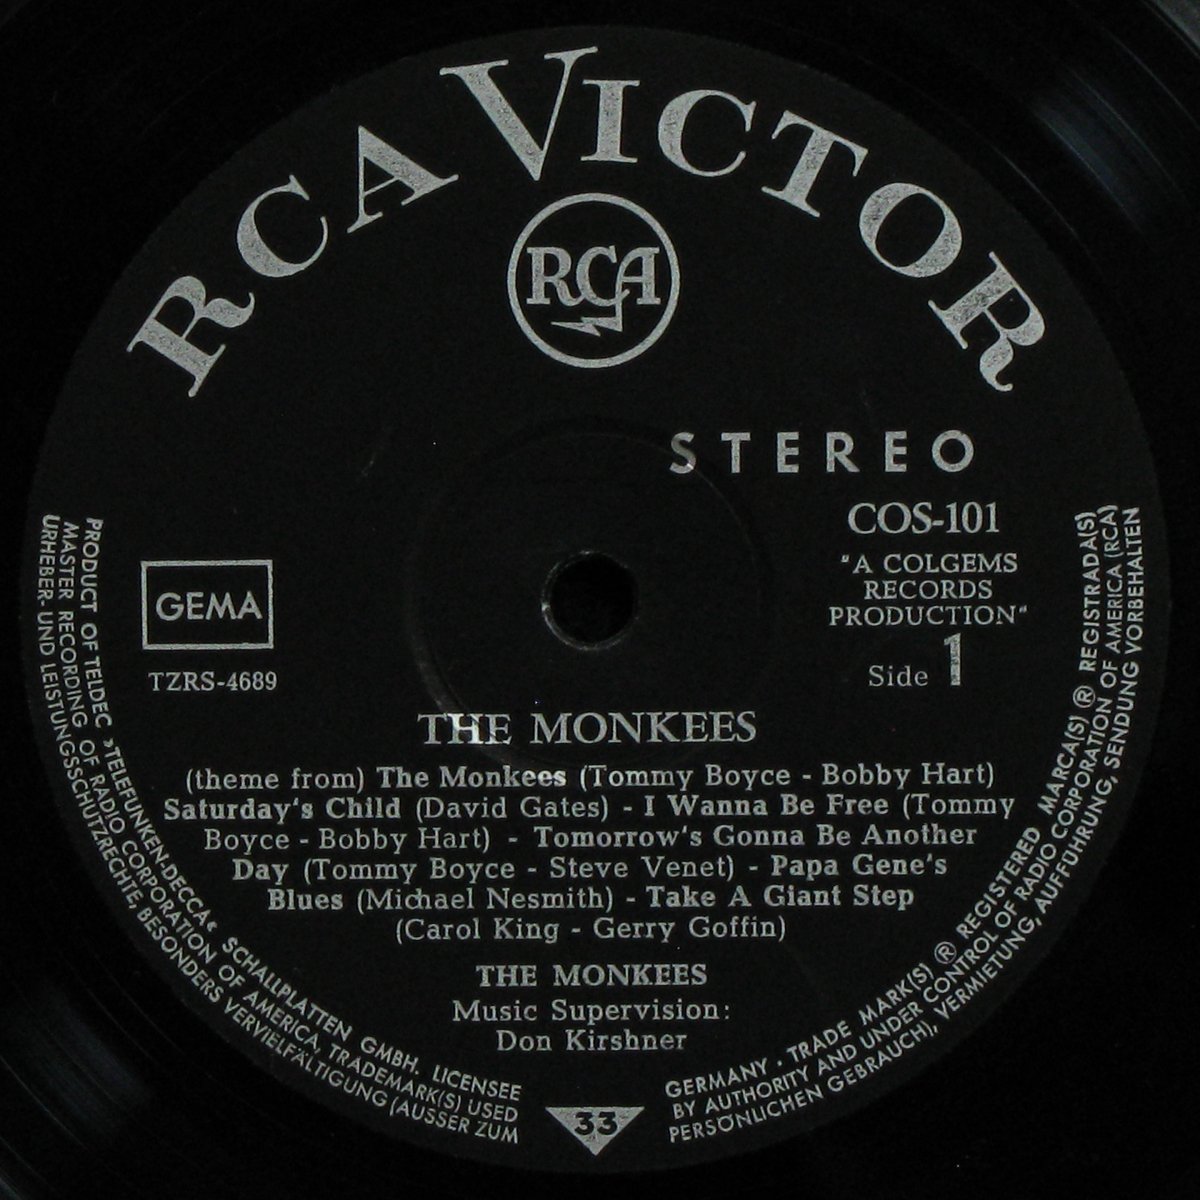 RCA VICTOR
RCA
STEREO
COS-101
"A COLGEMS
RECORDS
PRODUCTION"
Side 1
GEMA
TZRS-4689
THE MONKEES
(theme from) The Monkees (Tommy Boyce - Bobby Hart)
Saturday's Child (David Gates) - I Wanna Be Free (Tommy
Boyce - Bobby Hart) - Tomorrow's Gonna Be Another
Day (Tommy Boyce - Steve Venet) - Papa Gene's
Blues (Michael Nesmith) - Take A Giant Step
(Carol King - Gerry Goffin)
THE MONKEES
Music Supervision:
Don Kirshner
PRODUCT OF TELDEC »TELEFUNKEN-DECCA« SCHALLPLATTEN GMBH. LICENSEE
MASTER RECORDING OF RADIO CORPORATION OF AMERICA, TRADEMARK(S) USED
URHEBER- UND LEISTUNGSSCHUTZRECHTE, BESONDERS VERVIELFÄLTIGUNG (AUSSER ZUM
33
GERMANY · TRADE MARK(S) ® REGISTERED MARCA(S) ® REGISTRADA(S)
BY AUTHORITY AND UNDER CONTROL OF RADIO CORPORATION OF AMERICA (RCA)
PERSÖNLICHEN GEBRAUCH), VERMIETUNG, AUFFÜHRUNG, SENDUNG VORBEHALTEN